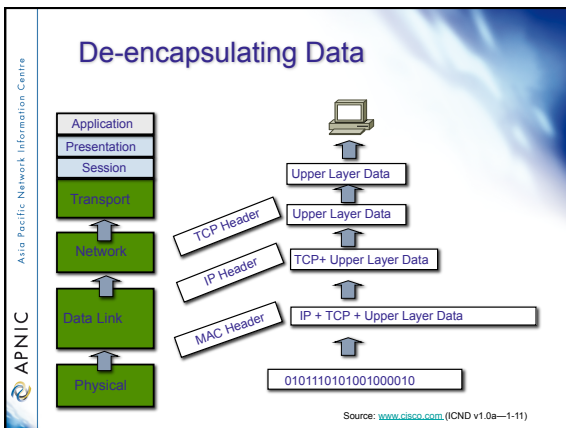 De-encapsulating Data
Asia Pacific Network Information Centre
APNIC
Application
Presentation
Session
Transport
Network
Data Link
Physical
Upper Layer Data
Upper Layer Data
TCP Header
TCP+ Upper Layer Data
IP Header
IP + TCP + Upper Layer Data
MAC Header
0101110101001000010
Source: www.cisco.com (ICND v1.0a—1-11)